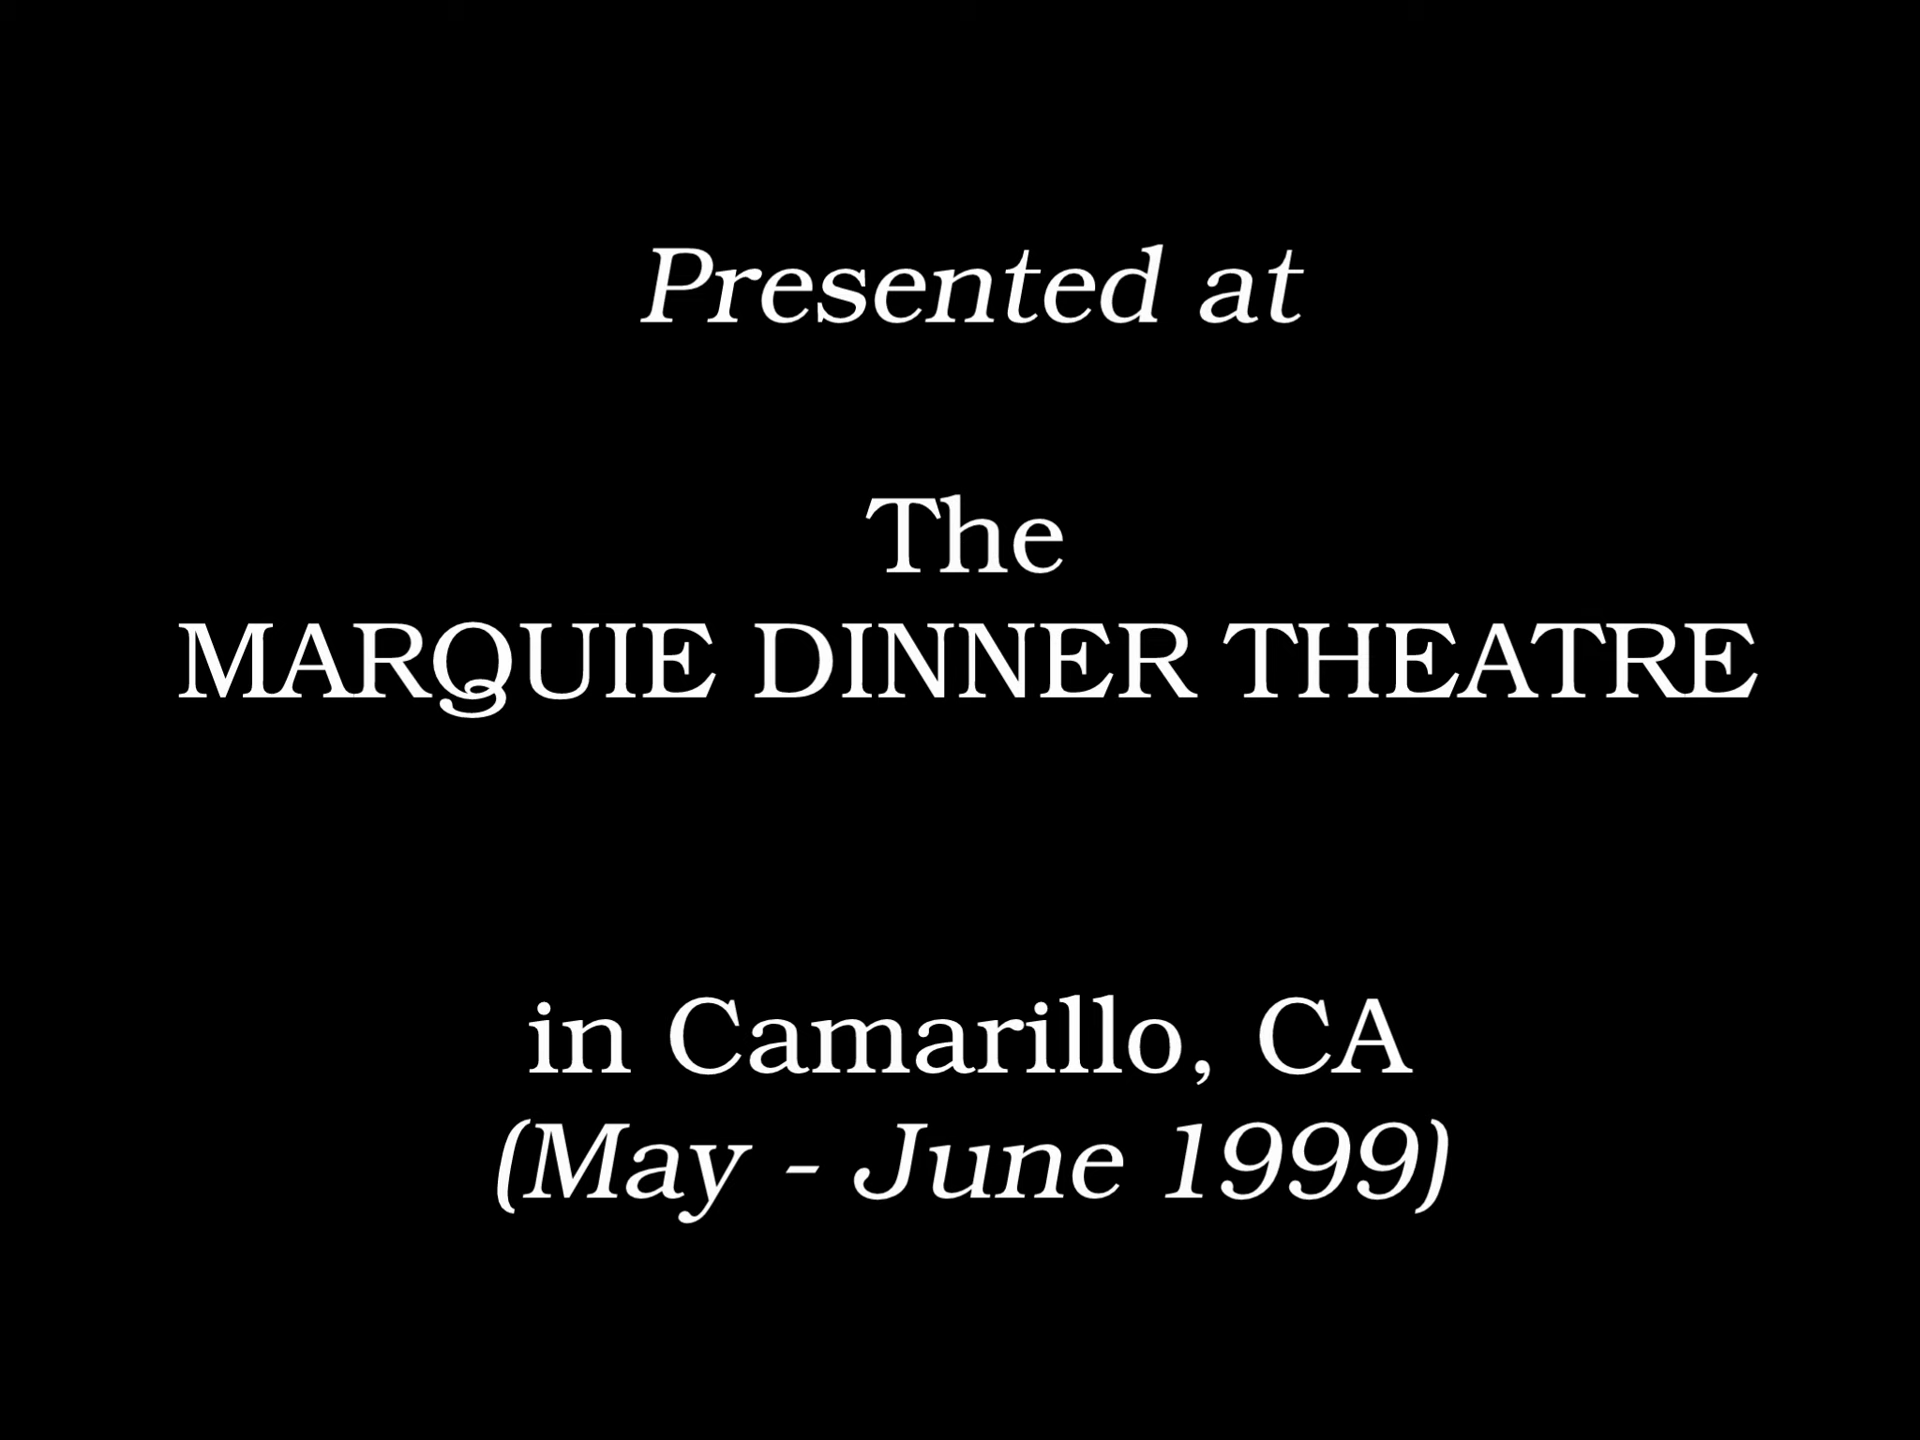 Presented at
The
MARQUIE DINNER THEATRE
in Camarillo, CA
(May - June 1999)